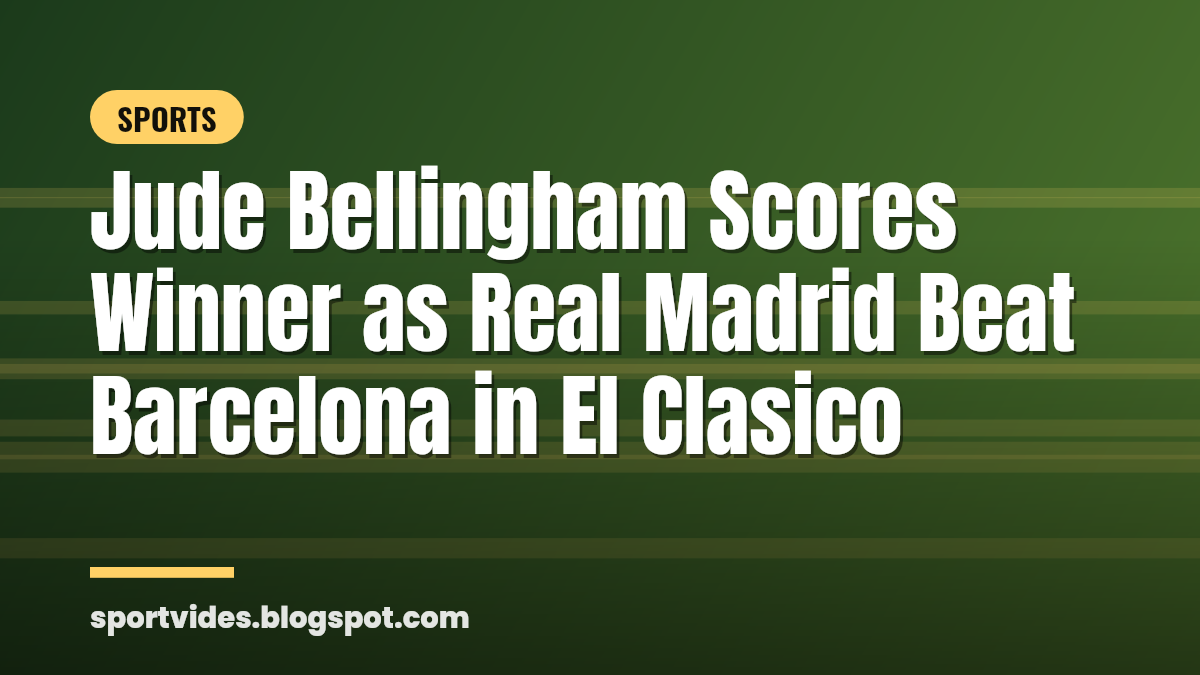 SPORTS
Jude Bellingham Scores
Winner as Real Madrid Beat
Barcelona in El Clasico
sportvides.blogspot.com